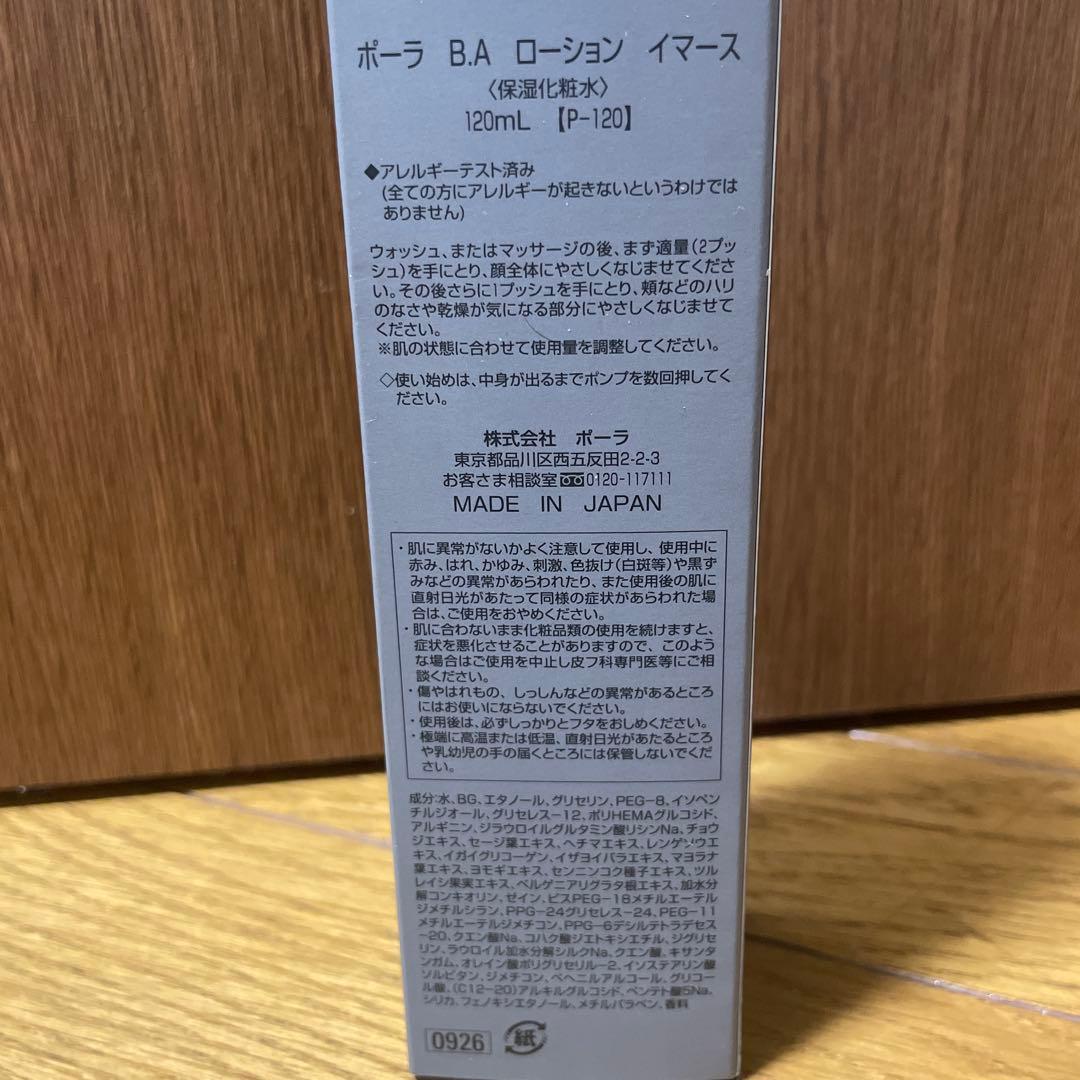 ポーラ B.A ローション イマース
〈保湿化粧水〉
120mL 【P-120】
◆アレルギーテスト済み
(全ての方にアレルギーが起きないというわけでは
ありません)
ウォッシュ、またはマッサージの後、まず適量(2プッ
シュ)を手にとり、顔全体にやさしくなじませてくださ
い。その後さらに1プッシュを手にとり、頬などのハリ
のなさや乾燥が気になる部分にやさしくなじませて
ください。
※肌の状態に合わせて使用量を調整してください。
◇使い始めは、中身が出るまでポンプを数回押してく
ださい。
株式会社 ポーラ
東京都品川区西五反田2-2-3
お客さま相談室 0120-117111
MADE IN JAPAN
・肌に異常がないかよく注意して使用し、使用中に
赤み、はれ、かゆみ、刺激、色抜け(白斑等)や黒ず
みなどの異常があらわれたり、また使用後の肌に
直射日光があたって同様の症状があらわれた場
合は、ご使用をおやめください。
・肌に合わないまま化粧品類の使用を続けますと、
症状を悪化させることがありますので、このよう
な場合はご使用を中止し皮フ科専門医等にご相
談ください。
・傷やはれもの、しっしんなどの異常があるところ
にはお使いにならないでください。
・使用後は、必ずしっかりとフタをおしめください。
・極端に高温または低温、直射日光があたるところ
や乳幼児の手の届くところには保管しないでくだ
さい。
成分:水、BG、エタノール、グリセリン、PEG-8、イソペン
チルジオール、グリセレス-12、ポリHEMAグルコシド、
アルギニン、ジラウロイルグルタミン酸リシンNa、チョウ
ジエキス、セージ葉エキス、ヘチマエキス、レンゲソウエ
キス、イガイグリコーゲン、イザヨイバラエキス、マヨラナ
葉エキス、ヨモギエキス、センニンコク種子エキス、ツル
レイシ果実エキス、ベルゲニアリグラタ根エキス、加水分
解コンキオリン、ゼイン、ビスPEG-18メチルエーテル
ジメチルシラン、PPG-24グリセレス-24、PEG-11
メチルエーテルジメチコン、PPG-6デシルテトラデセス
-20、クエン酸Na、コハク酸ジエトキシエチル、ジグリセ
リン、ラウロイル加水分解シルクNa、クエン酸、キサンタ
ンガム、オレイン酸ポリグリセリル-2、イソステアリン酸
ソルビタン、ジメチコン、ベヘニルアルコール、グリコー
ル酸、(C12-20)アルキルグルコシド、ペンテト酸5Na、
シリカ、フェノキシエタノール、メチルパラベン、香料
0926 紙